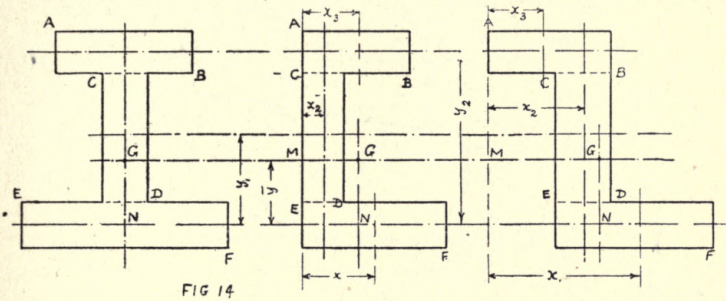 A x₃ A x₃ A
C B C B C B
x₂ y₂ x₂
G M G M G
y₁ ȳ
E D E D E D
N N N
F F F
x x₁
FIG 14